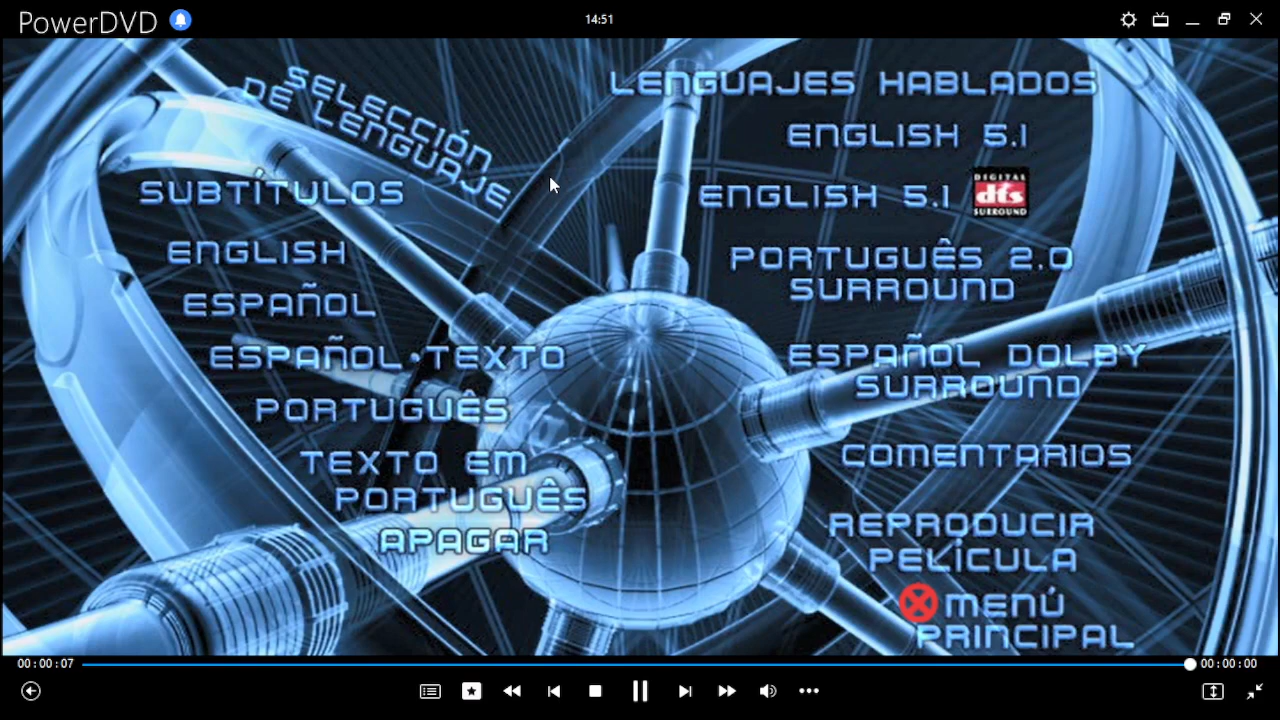 PowerDVD
14:51
SELECCIÓN
DE LENGUAJE
SUBTÍTULOS
ENGLISH
ESPAÑOL
ESPAÑOL•TEXTO
PORTUGUÊS
TEXTO EM
PORTUGUÊS
APAGAR
LENGUAJES HABLADOS
ENGLISH 5.1
ENGLISH 5.1
DIGITAL
dts
SURROUND
PORTUGUÊS 2.0
SURROUND
ESPAÑOL DOLBY
SURROUND
COMENTARIOS
REPRODUCIR
PELÍCULA
MENÚ
PRINCIPAL
00:00:07
00:00:00